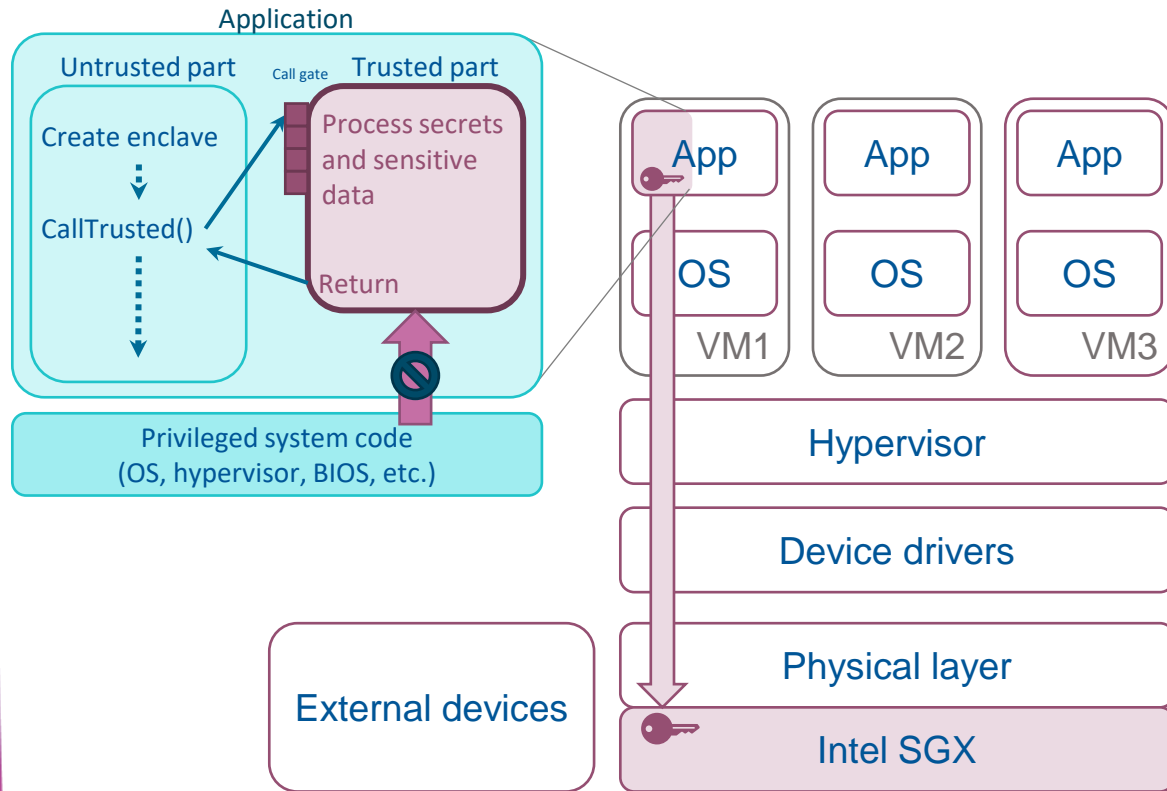 Application
Untrusted part
Call gate
Trusted part
Create enclave
CallTrusted()
Process secrets
and sensitive
data
Return
Privileged system code
(OS, hypervisor, BIOS, etc.)
App
App
App
OS
OS
OS
VM1
VM2
VM3
Hypervisor
Device drivers
Physical layer
External devices
Intel SGX